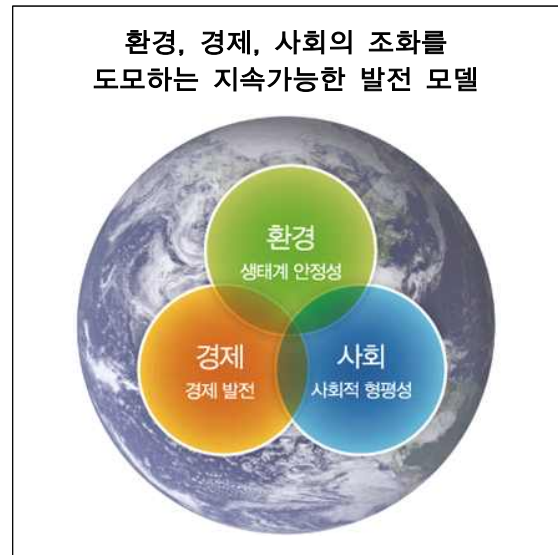 환경, 경제, 사회의 조화를
도모하는 지속가능한 발전 모델
환경
생태계 안정성
경제
경제 발전
사회
사회적 형평성